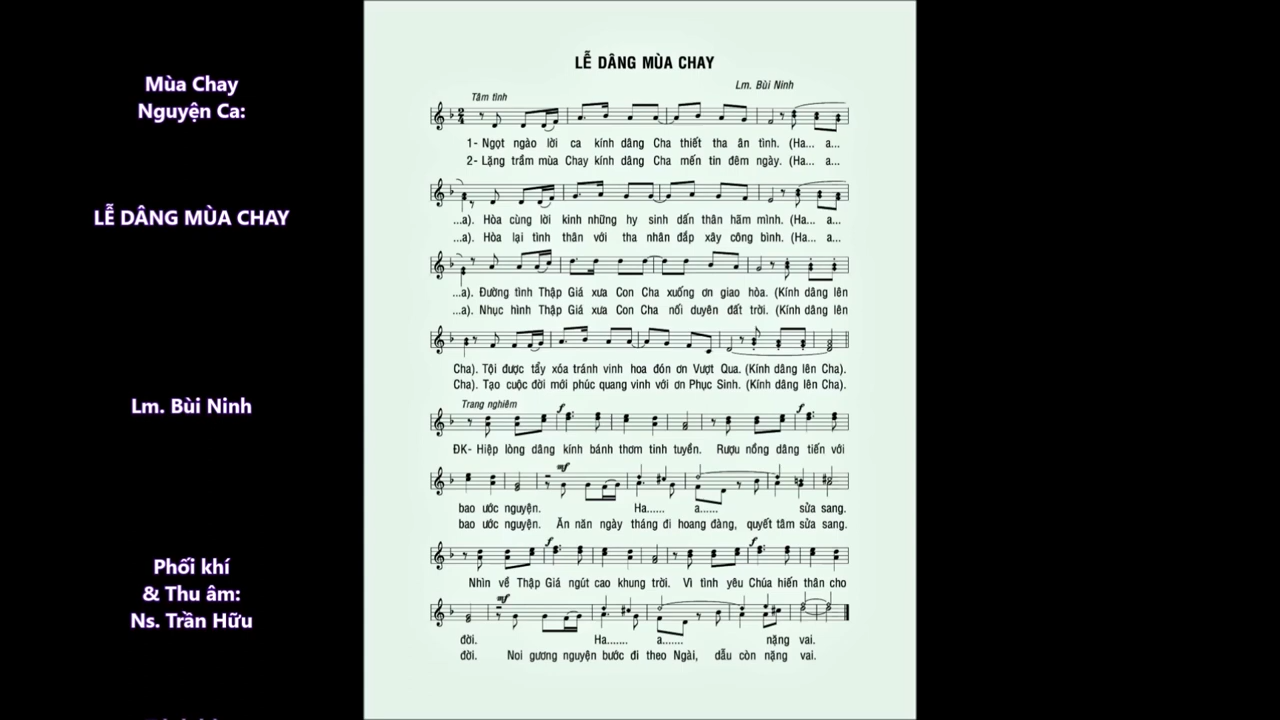 Mùa Chay
Nguyện Ca:
LỄ DÂNG MÙA CHAY
Lm. Bùi Ninh
Phối khí
& Thu âm:
Ns. Trần Hữu
LỄ DÂNG MÙA CHAY
Lm. Bùi Ninh
Tâm tình
1- Ngọt ngào lời ca kính dâng Cha thiết tha ân tình. (Ha... a...
2- Lặng trầm mùa Chay kính dâng Cha mến tin đêm ngày. (Ha... a...
...a). Hòa cùng lời kinh những hy sinh dấn thân hãm mình. (Ha... a...
...a). Hòa lại tình thân với tha nhân đắp xây công bình. (Ha... a...
...a). Đường tình Thập Giá xưa Con Cha xuống ơn giao hòa. (Kính dâng lên
...a). Nhục hình Thập Giá xưa Con Cha nối duyên đất trời. (Kính dâng lên
Cha). Tội được tẩy xóa tránh vinh hoa đón ơn Vượt Qua. (Kính dâng lên Cha).
Cha). Tạo cuộc đời mới phúc quang vinh với ơn Phục Sinh. (Kính dâng lên Cha).
Trang nghiêm
f
f
ĐK- Hiệp lòng dâng kính bánh thơm tinh tuyền. Rượu nồng dâng tiến với
mf
bao ước nguyện. Ha...... a...... sửa sang.
bao ước nguyện. Ăn năn ngày tháng đi hoang đàng, quyết tâm sửa sang.
f
f
Nhìn về Thập Giá ngút cao khung trời. Vì tình yêu Chúa hiến thân cho
mf
đời. Ha....... a....... nặng vai.
đời. Noi gương nguyện bước đi theo Ngài, dẫu còn nặng vai.